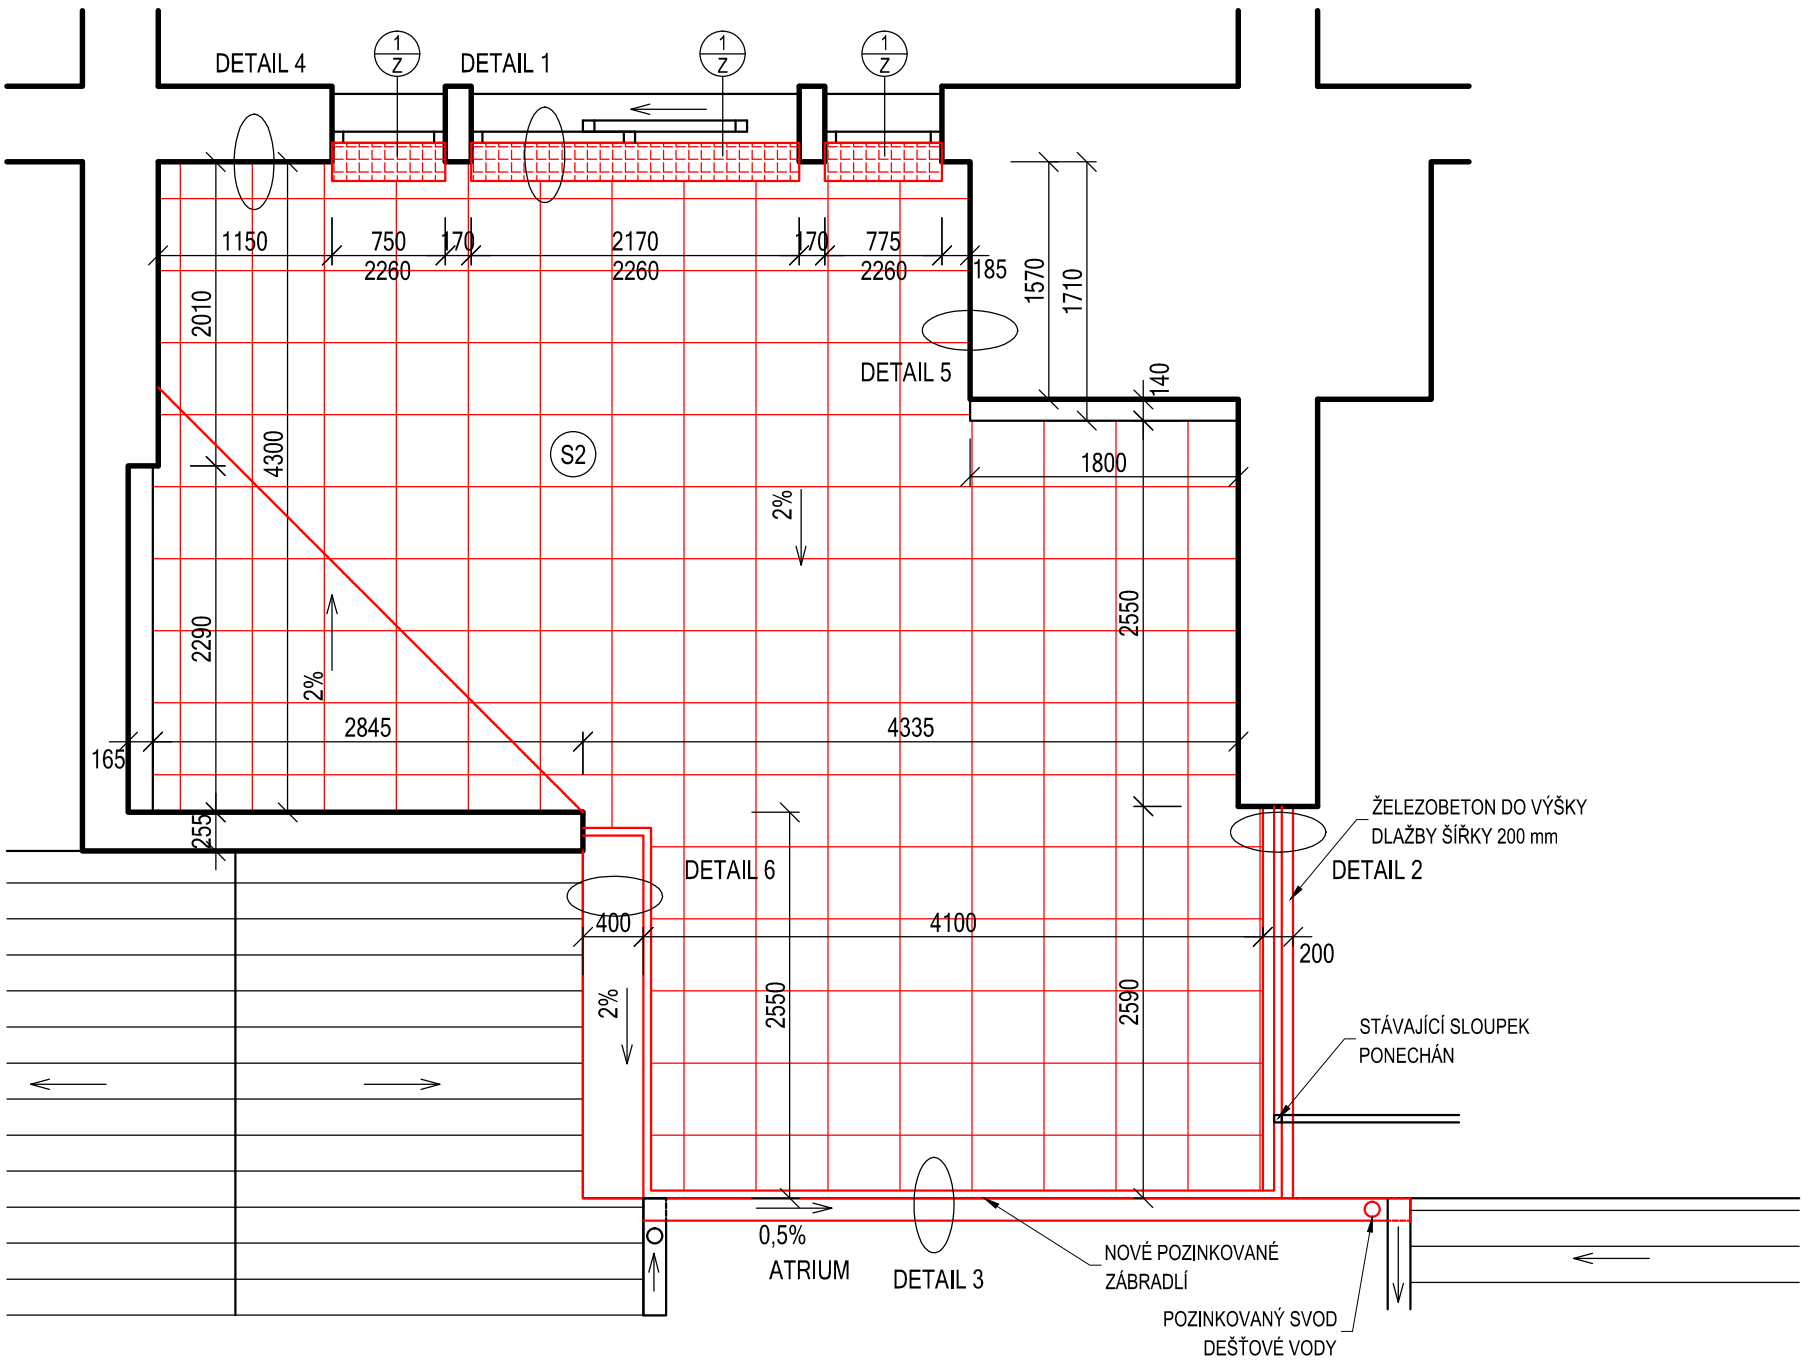 DETAIL 4
1
Z
DETAIL 1
1
Z
1
Z
1150
750
2260
170
2170
2260
170
775
2260
185
1570
1710
2010
4300
DETAIL 5
140
S2
1800
2%
2290
2%
2550
2845
4335
165
255
ŽELEZOBETON DO VÝŠKY
DLAŽBY ŠÍŘKY 200 mm
DETAIL 6
DETAIL 2
400
4100
200
2%
2550
2590
STÁVAJÍCÍ SLOUPEK
PONECHÁN
0,5%
ATRIUM
DETAIL 3
NOVÉ POZINKOVANÉ
ZÁBRADLÍ
POZINKOVANÝ SVOD
DEŠŤOVÉ VODY